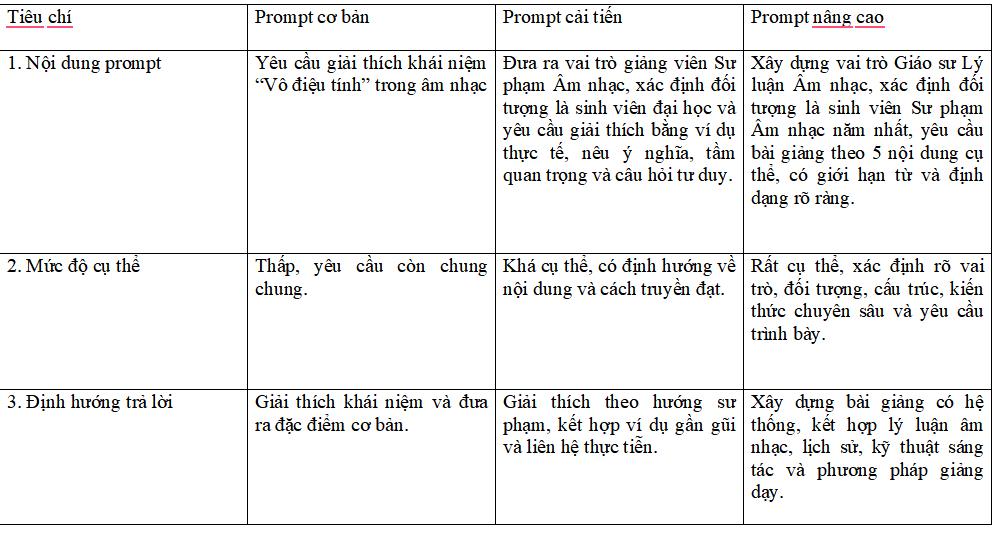 Tiêu chí
Prompt cơ bản
Prompt cải tiến
Prompt nâng cao
1. Nội dung prompt
Yêu cầu giải thích khái niệm
“Vô điệu tính” trong âm nhạc
Đưa ra vai trò giảng viên Sư
phạm Âm nhạc, xác định đối
tượng là sinh viên đại học và
yêu cầu giải thích bằng ví dụ
thực tế, nêu ý nghĩa, tầm
quan trọng và câu hỏi tư duy.
Xây dựng vai trò Giáo sư Lý
luận Âm nhạc, xác định đối
tượng là sinh viên Sư phạm
Âm nhạc năm nhất, yêu cầu
bài giảng theo 5 nội dung cụ
thể, có giới hạn từ và định
dạng rõ ràng.
2. Mức độ cụ thể
Thấp, yêu cầu còn chung
chung.
Khá cụ thể, có định hướng về
nội dung và cách truyền đạt.
Rất cụ thể, xác định rõ vai
trò, đối tượng, cấu trúc, kiến
thức chuyên sâu và yêu cầu
trình bày.
3. Định hướng trả lời
Giải thích khái niệm và đưa
ra đặc điểm cơ bản.
Giải thích theo hướng sư
phạm, kết hợp ví dụ gần gũi
và liên hệ thực tiễn.
Xây dựng bài giảng có hệ
thống, kết hợp lý luận âm
nhạc, lịch sử, kỹ thuật sáng
tác và phương pháp giảng
dạy.